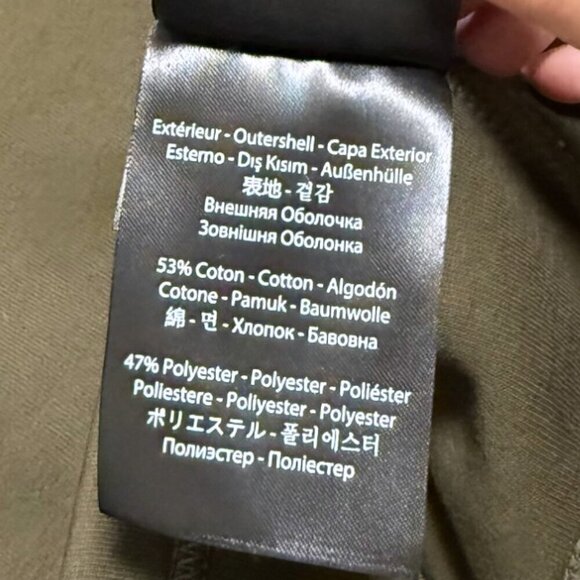 Extérieur - Outershell - Capa Exterior
Esterno - Dış Kısım - Außenhülle
表地 - 겉감
Внешняя Оболочка
Зовнішня Оболонка
53% Coton - Cotton - Algodón
Cotone - Pamuk - Baumwolle
綿 - 면 - Хлопок - Бавовна
47% Polyester - Polyester - Poliéster
Poliestere - Poliyester - Polyester
ポリエステル - 폴리에스터
Полиэстер - Поліестер